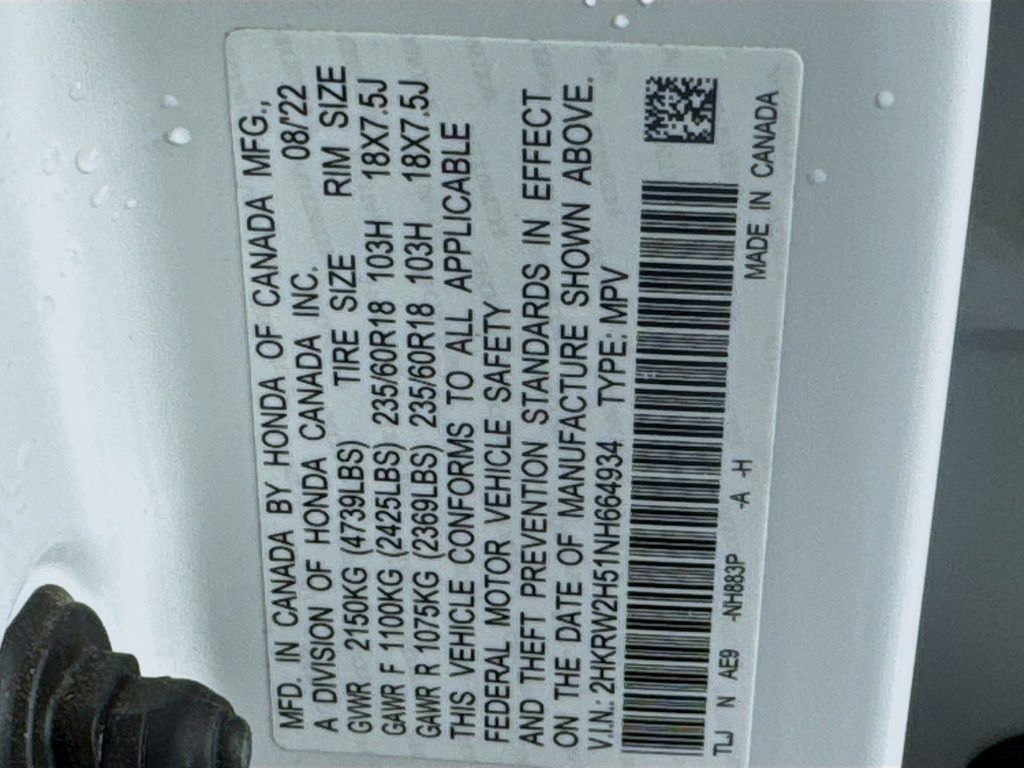 MFD. IN CANADA BY HONDA OF CANADA MFG.,
A DIVISION OF HONDA CANADA INC. 08/'22
GVWR 2150KG (4739LBS) TIRE SIZE RIM SIZE
GAWR F 1100KG (2425LBS) 235/60R18 103H 18X7.5J
GAWR R 1075KG (2369LBS) 235/60R18 103H 18X7.5J
THIS VEHICLE CONFORMS TO ALL APPLICABLE
FEDERAL MOTOR VEHICLE SAFETY
AND THEFT PREVENTION STANDARDS IN EFFECT
ON THE DATE OF MANUFACTURE SHOWN ABOVE.
V.I.N.: 2HKRW2H51NH664934 TYPE: MPV
TLJ N AE9 -NH883P -A -H
MADE IN CANADA